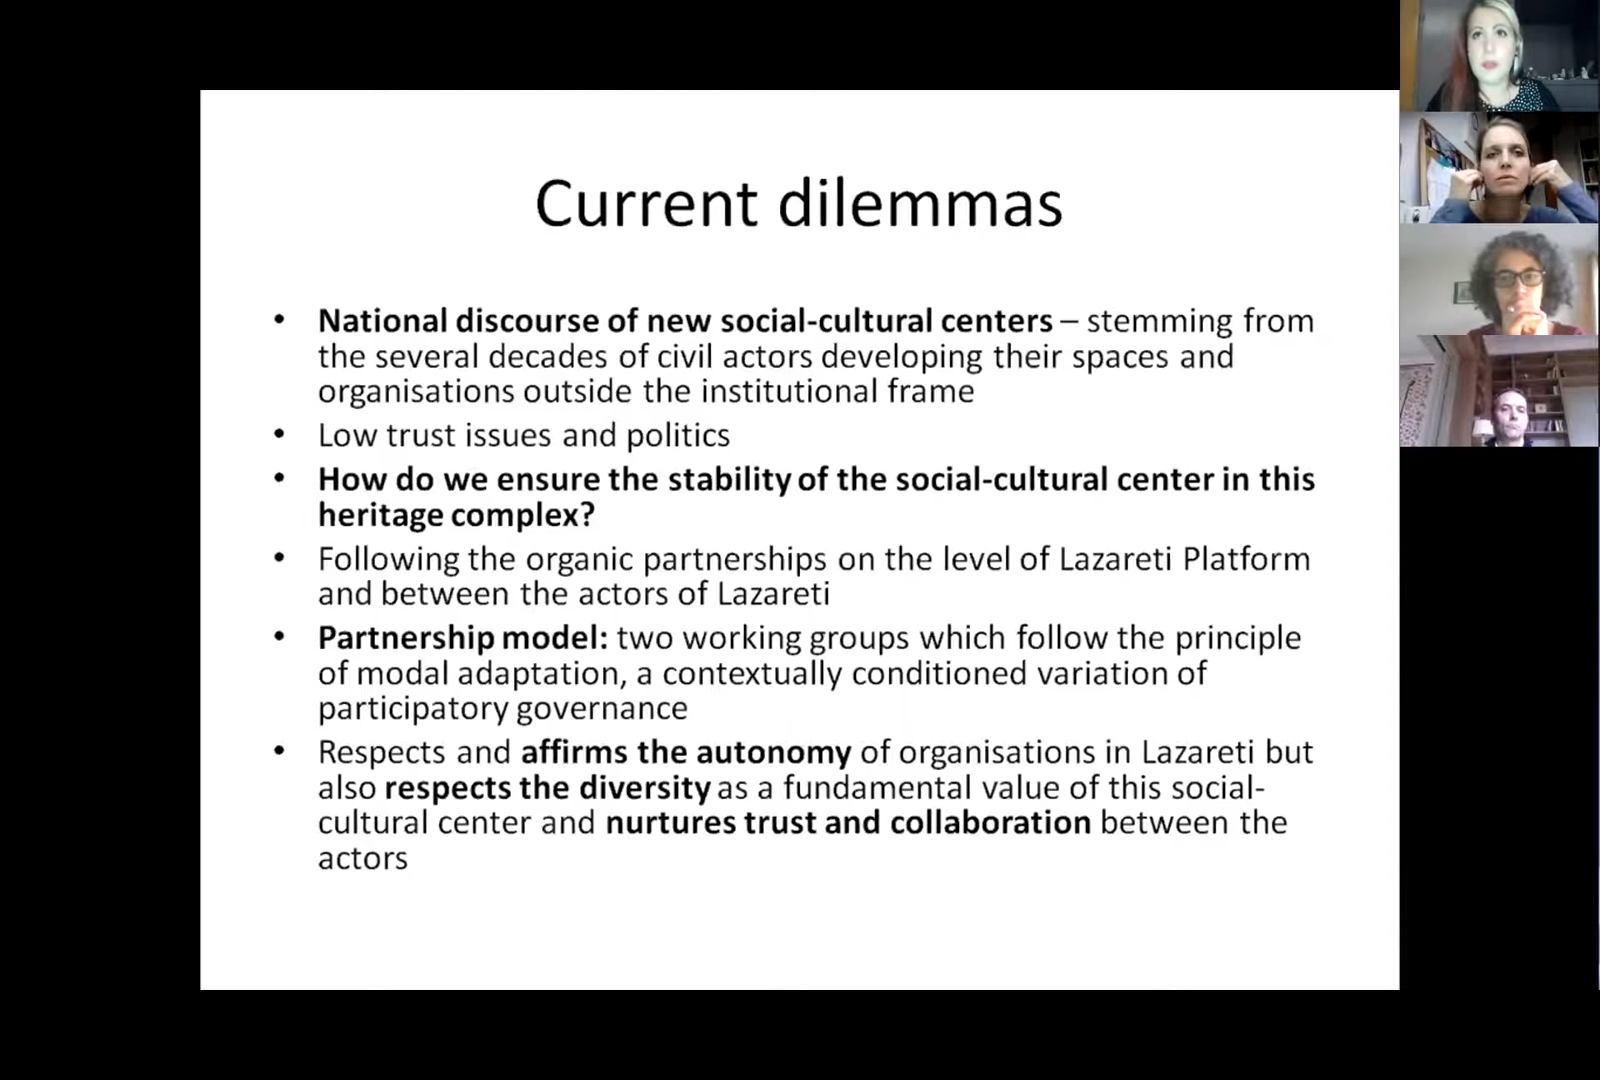 Current dilemmas
• National discourse of new social-cultural centers – stemming from
the several decades of civil actors developing their spaces and
organisations outside the institutional frame
• Low trust issues and politics
• How do we ensure the stability of the social-cultural center in this
heritage complex?
• Following the organic partnerships on the level of Lazareti Platform
and between the actors of Lazareti
• Partnership model: two working groups which follow the principle
of modal adaptation, a contextually conditioned variation of
participatory governance
• Respects and affirms the autonomy of organisations in Lazareti but
also respects the diversity as a fundamental value of this social-
cultural center and nurtures trust and collaboration between the
actors